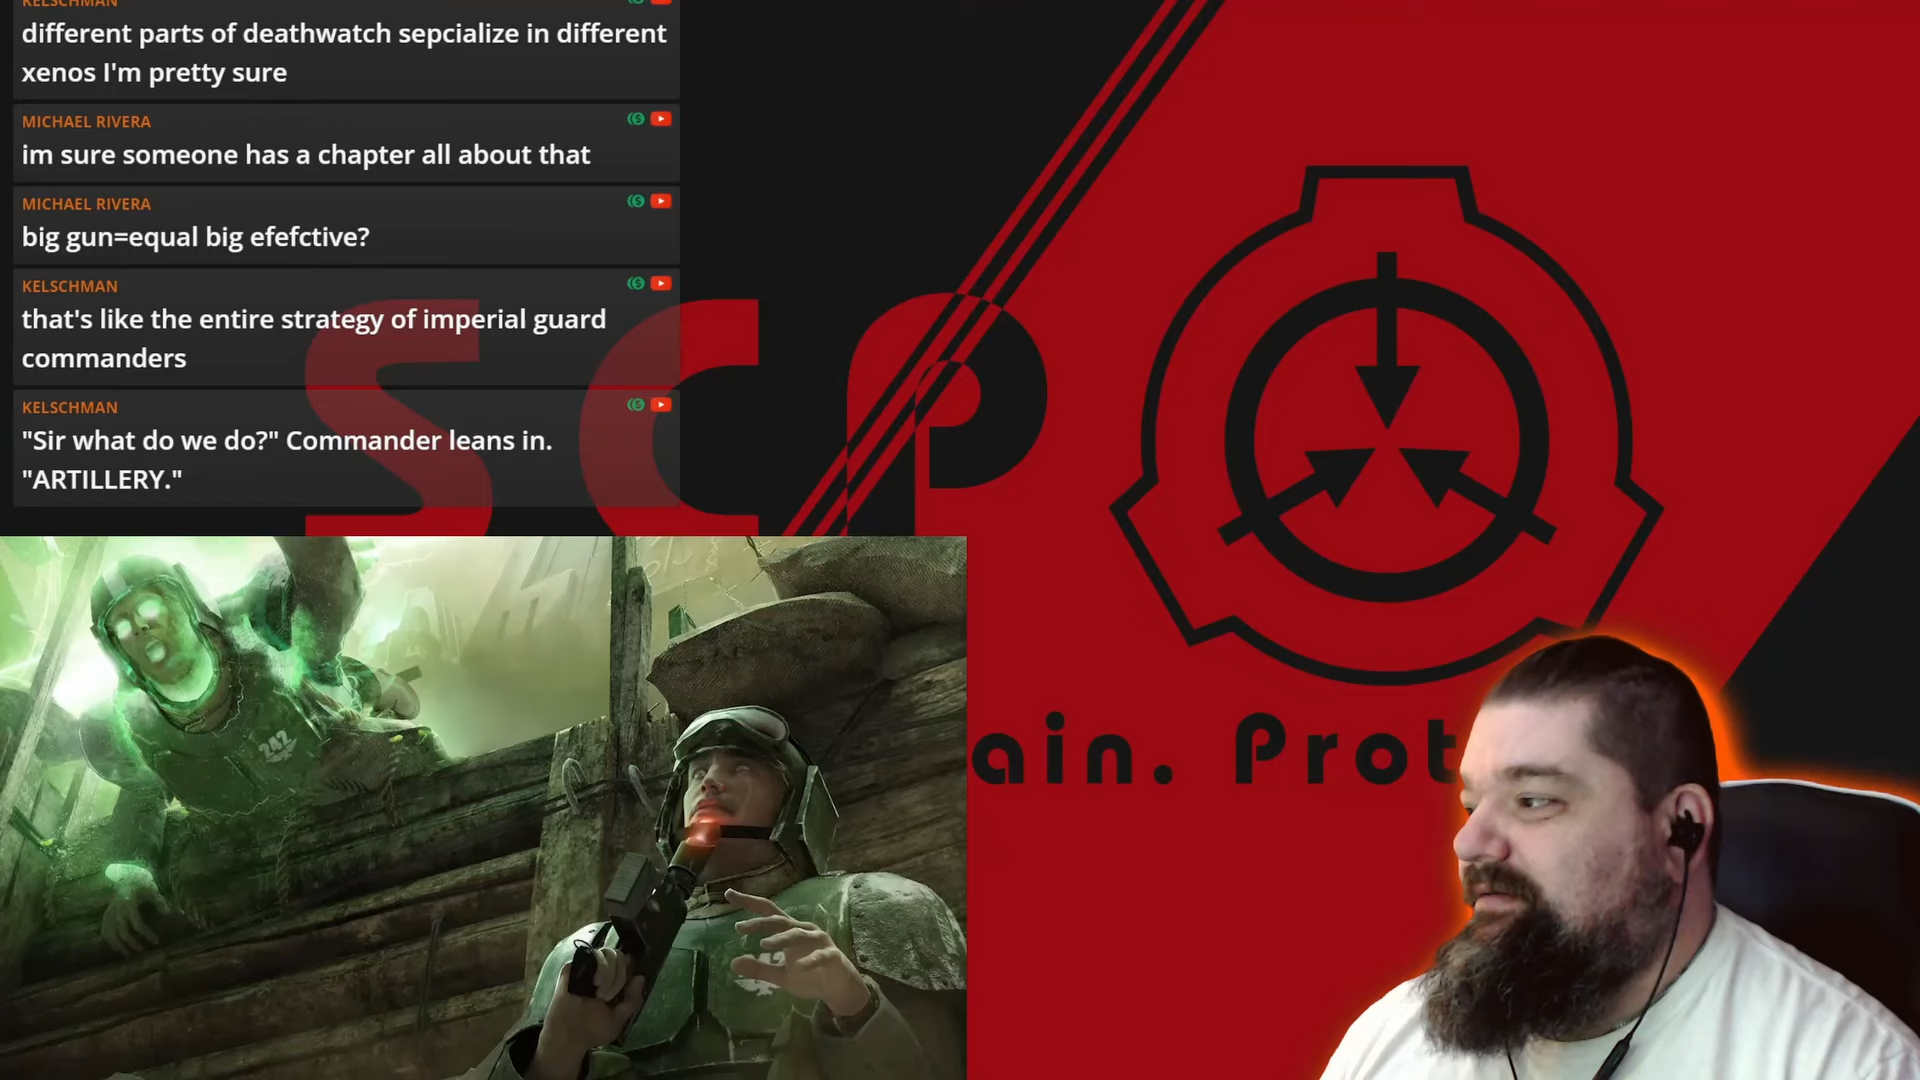 KELSCHMAN
different parts of deathwatch sepcialize in different
xenos I'm pretty sure
MICHAEL RIVERA
im sure someone has a chapter all about that
MICHAEL RIVERA
big gun=equal big efefctive?
KELSCHMAN
that's like the entire strategy of imperial guard
commanders
KELSCHMAN
"Sir what do we do?" Commander leans in.
"ARTILLERY."
SCP
ain. Prot
242